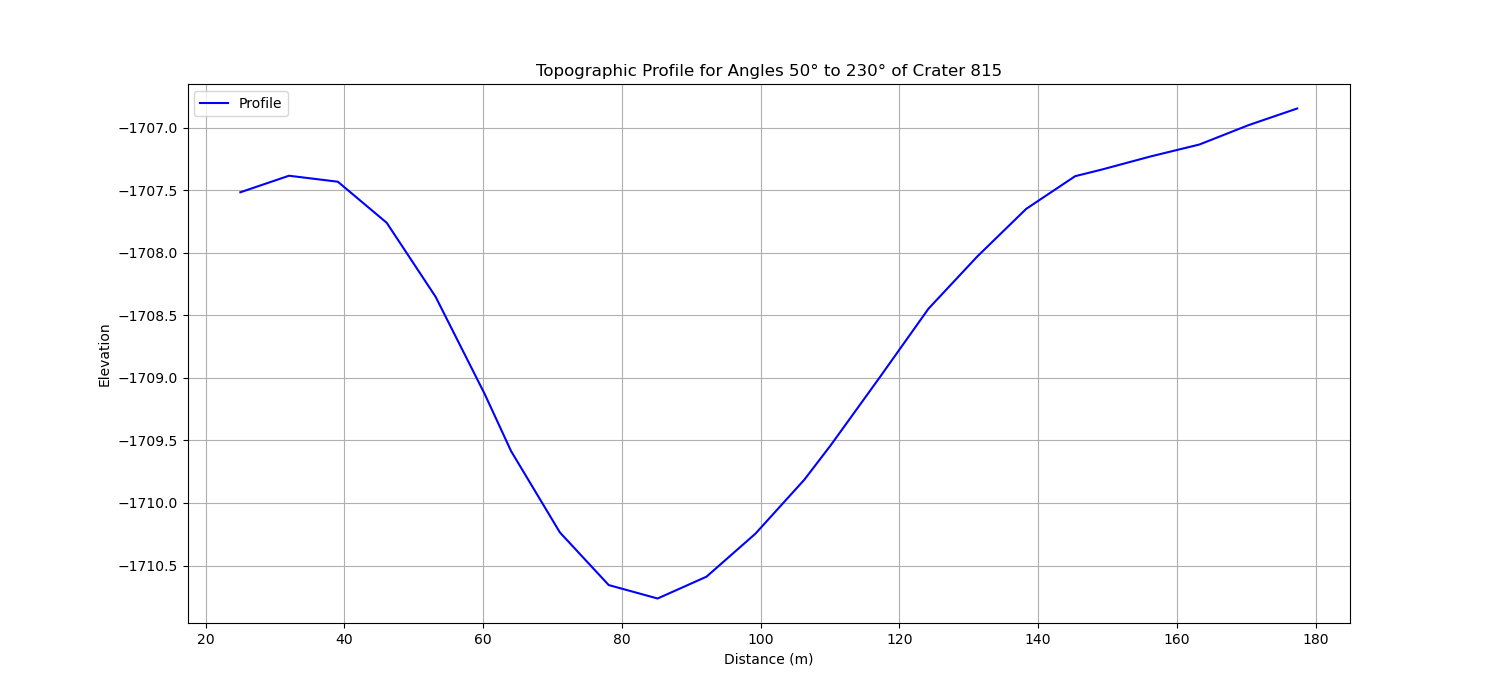 Topographic Profile for Angles 50° to 230° of Crater 815
Profile
−1707.0
−1707.5
−1708.0
−1708.5
−1709.0
−1709.5
−1710.0
−1710.5
Elevation
20 40 60 80 100 120 140 160 180
Distance (m)